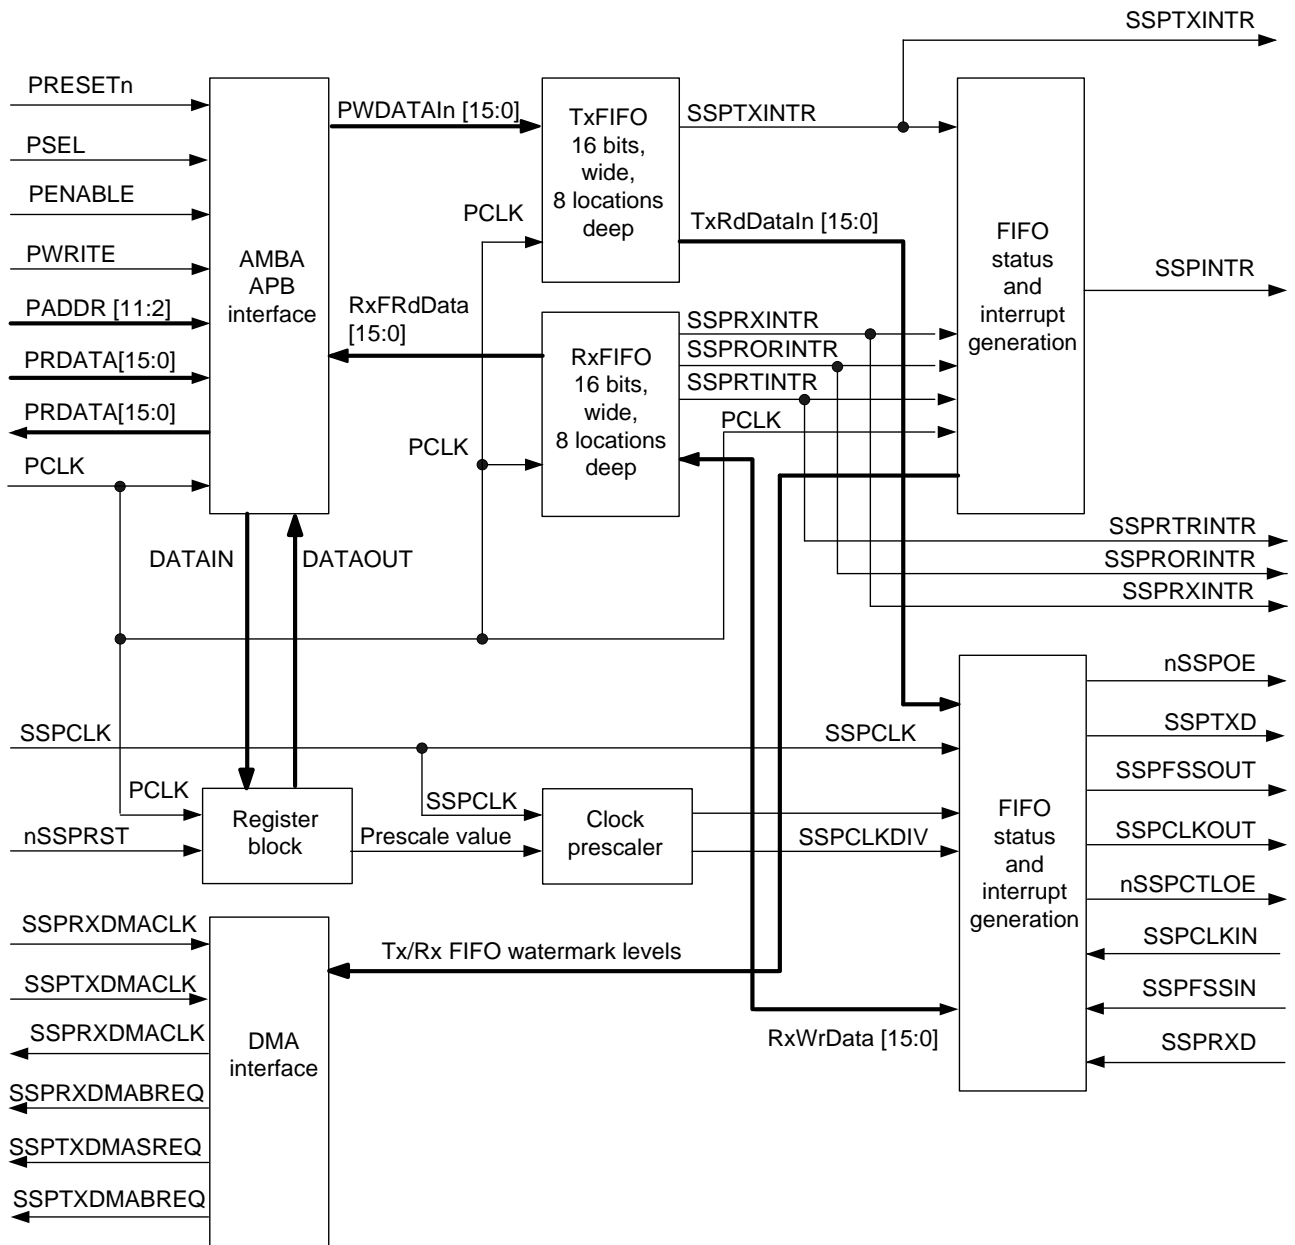 SSPTXINTR
PRESETn
PSEL
PENABLE
PWRITE
PADDR [11:2]
PRDATA[15:0]
PRDATA[15:0]
PCLK
AMBA
APB
interface
PWDATAIn [15:0]
PCLK
RxFRdData
[15:0]
PCLK
TxFIFO
16 bits,
wide,
8 locations
deep
RxFIFO
16 bits,
wide,
8 locations
deep
SSPTXINTR
TxRdDataIn [15:0]
SSPRXINTR
SSPRORINTR
SSPRTINTR
PCLK
FIFO
status
and
interrupt
generation
SSPINTR
SSPRTRINTR
SSPRORINTR
SSPRXINTR
DATAIN
DATAOUT
SSPCLK
SSPCLK
PCLK
nSSPRST
Register
block
SSPCLK
Prescale value
Clock
prescaler
SSPCLKDIV
FIFO
status
and
interrupt
generation
nSSPOE
SSPTXD
SSPFSSOUT
SSPCLKOUT
nSSPCTLOE
SSPCLKIN
SSPFSSIN
SSPRXD
SSPRXDMACLK
SSPTXDMACLK
SSPRXDMACLK
SSPRXDMABREQ
SSPTXDMASREQ
SSPTXDMABREQ
DMA
interface
Tx/Rx FIFO watermark levels
RxWrData [15:0]